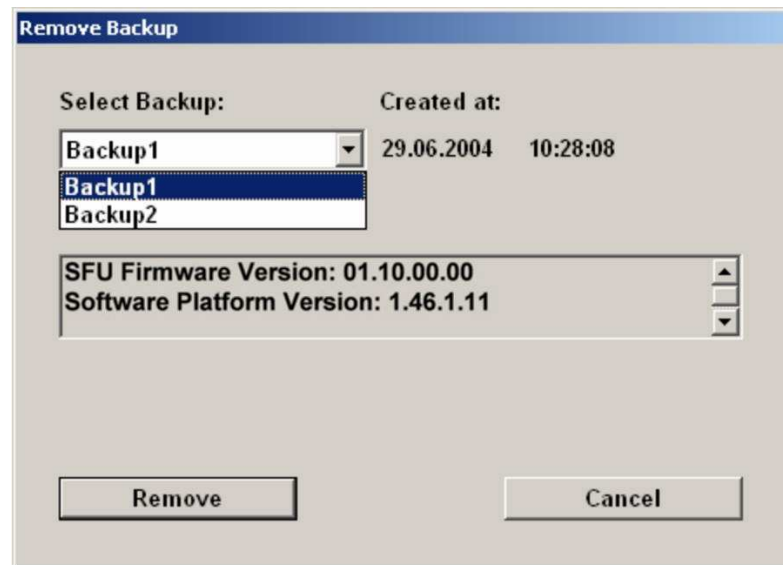 Remove Backup
Select Backup: Created at:
Backup1 29.06.2004 10:28:08
Backup1
Backup2
SFU Firmware Version: 01.10.00.00
Software Platform Version: 1.46.1.11
Remove Cancel